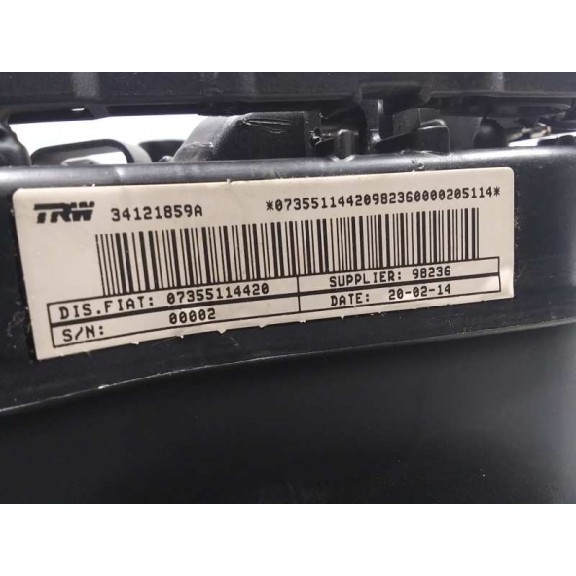 TRW 34121859A *07355114420982360000205114*
DIS.FIAT: 07355114420 SUPPLIER: 98236
S/N: 00002 DATE: 20-02-14